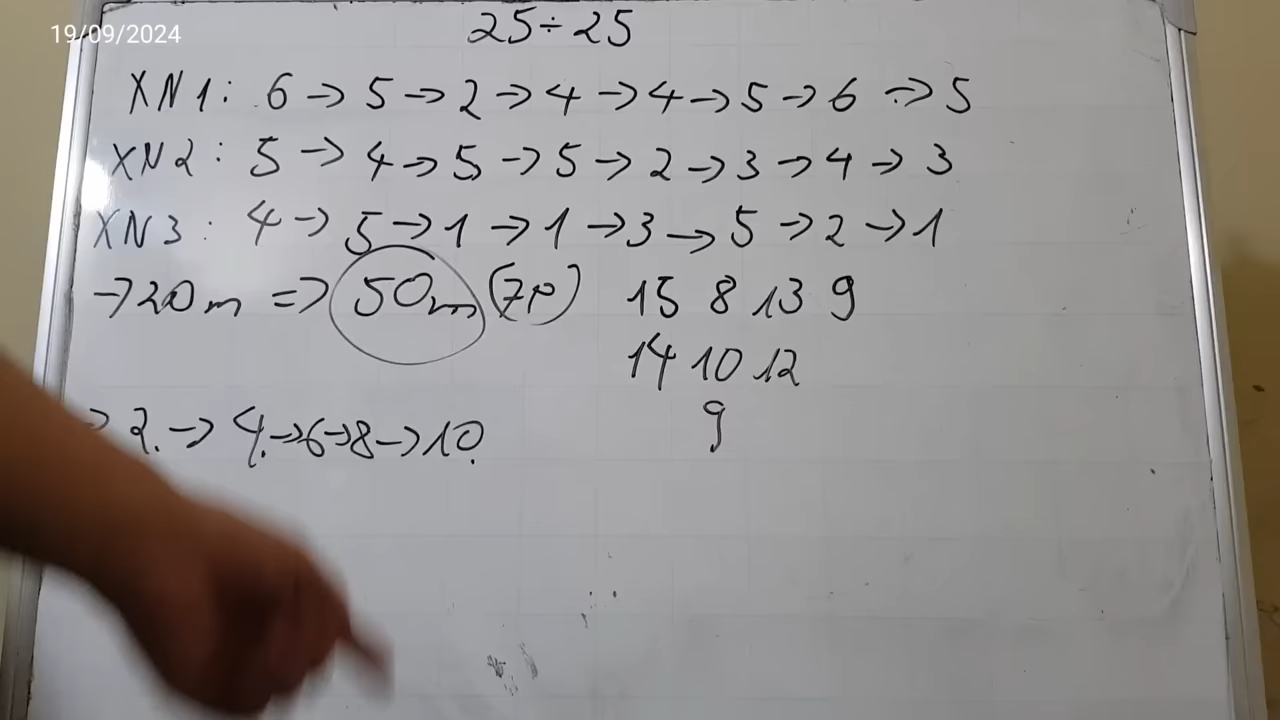 19/09/2024
25÷25
XN1: 6 → 5 → 2 → 4 → 4 → 5 → 6 → 5
XN2: 5 → 4 → 5 → 5 → 2 → 3 → 4 → 3
XN3: 4 → 5 → 1 → 1 → 3 → 5 → 2 → 1
→ 20m => 50m (7P) 15 8 13 9
14 10 12
9
→ 2. → 4. → 6 → 8 → 10.